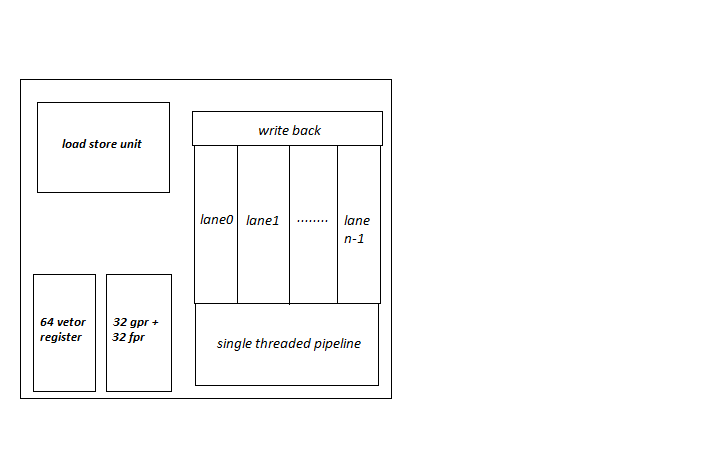 load store unit
write back
lane0
lane1
........
lane
n-1
64 vetor
register
32 gpr +
32 fpr
single threaded pipeline